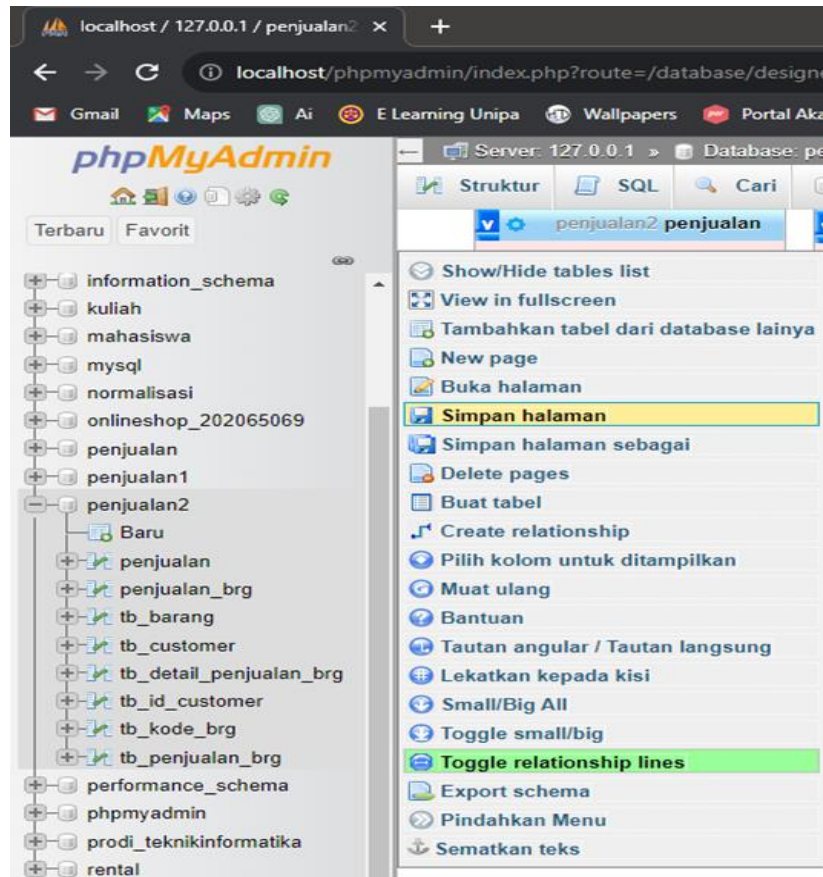 localhost / 127.0.0.1 / penjualan2
localhost/phpmyadmin/index.php?route=/database/design
Gmail Maps Ai E Learning Unipa Wallpapers Portal Aka
phpMyAdmin
Terbaru Favorit
information_schema
kuliah
mahasiswa
mysql
normalisasi
onlineshop_202065069
penjualan
penjualan1
penjualan2
Baru
penjualan
penjualan_brg
tb_barang
tb_customer
tb_detail_penjualan_brg
tb_id_customer
tb_kode_brg
tb_penjualan_brg
performance_schema
phpmyadmin
prodi_teknikinformatika
rental
Server: 127.0.0.1 » Database: pe
Struktur SQL Cari
v penjualan2 penjualan
Show/Hide tables list
View in fullscreen
Tambahkan tabel dari database lainya
New page
Buka halaman
Simpan halaman
Simpan halaman sebagai
Delete pages
Buat tabel
Create relationship
Pilih kolom untuk ditampilkan
Muat ulang
Bantuan
Tautan angular / Tautan langsung
Lekatkan kepada kisi
Small/Big All
Toggle small/big
Toggle relationship lines
Export schema
Pindahkan Menu
Sematkan teks